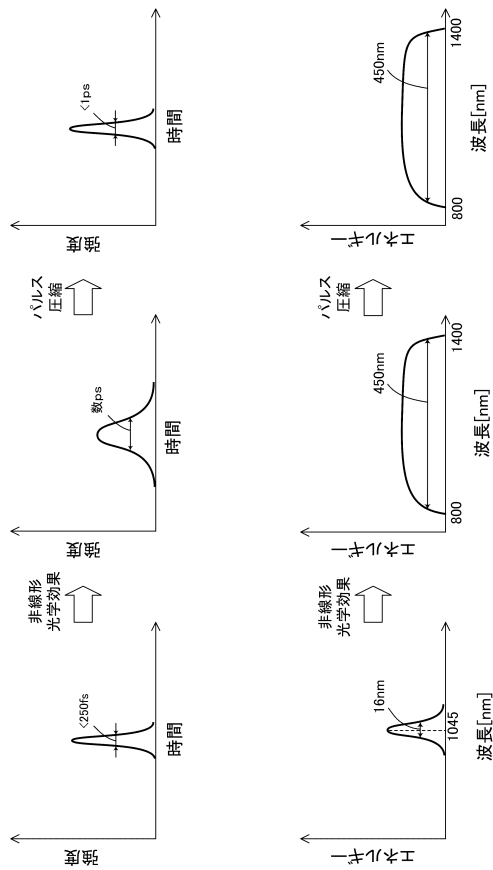 強度
<250fs
時間
非線形
光学効果
強度
数ps
時間
パルス
圧縮
強度
<1ps
時間
エネルギー
16nm
1045
波長[nm]
非線形
光学効果
エネルギー
450nm
800
1400
波長[nm]
パルス
圧縮
エネルギー
450nm
800
1400
波長[nm]